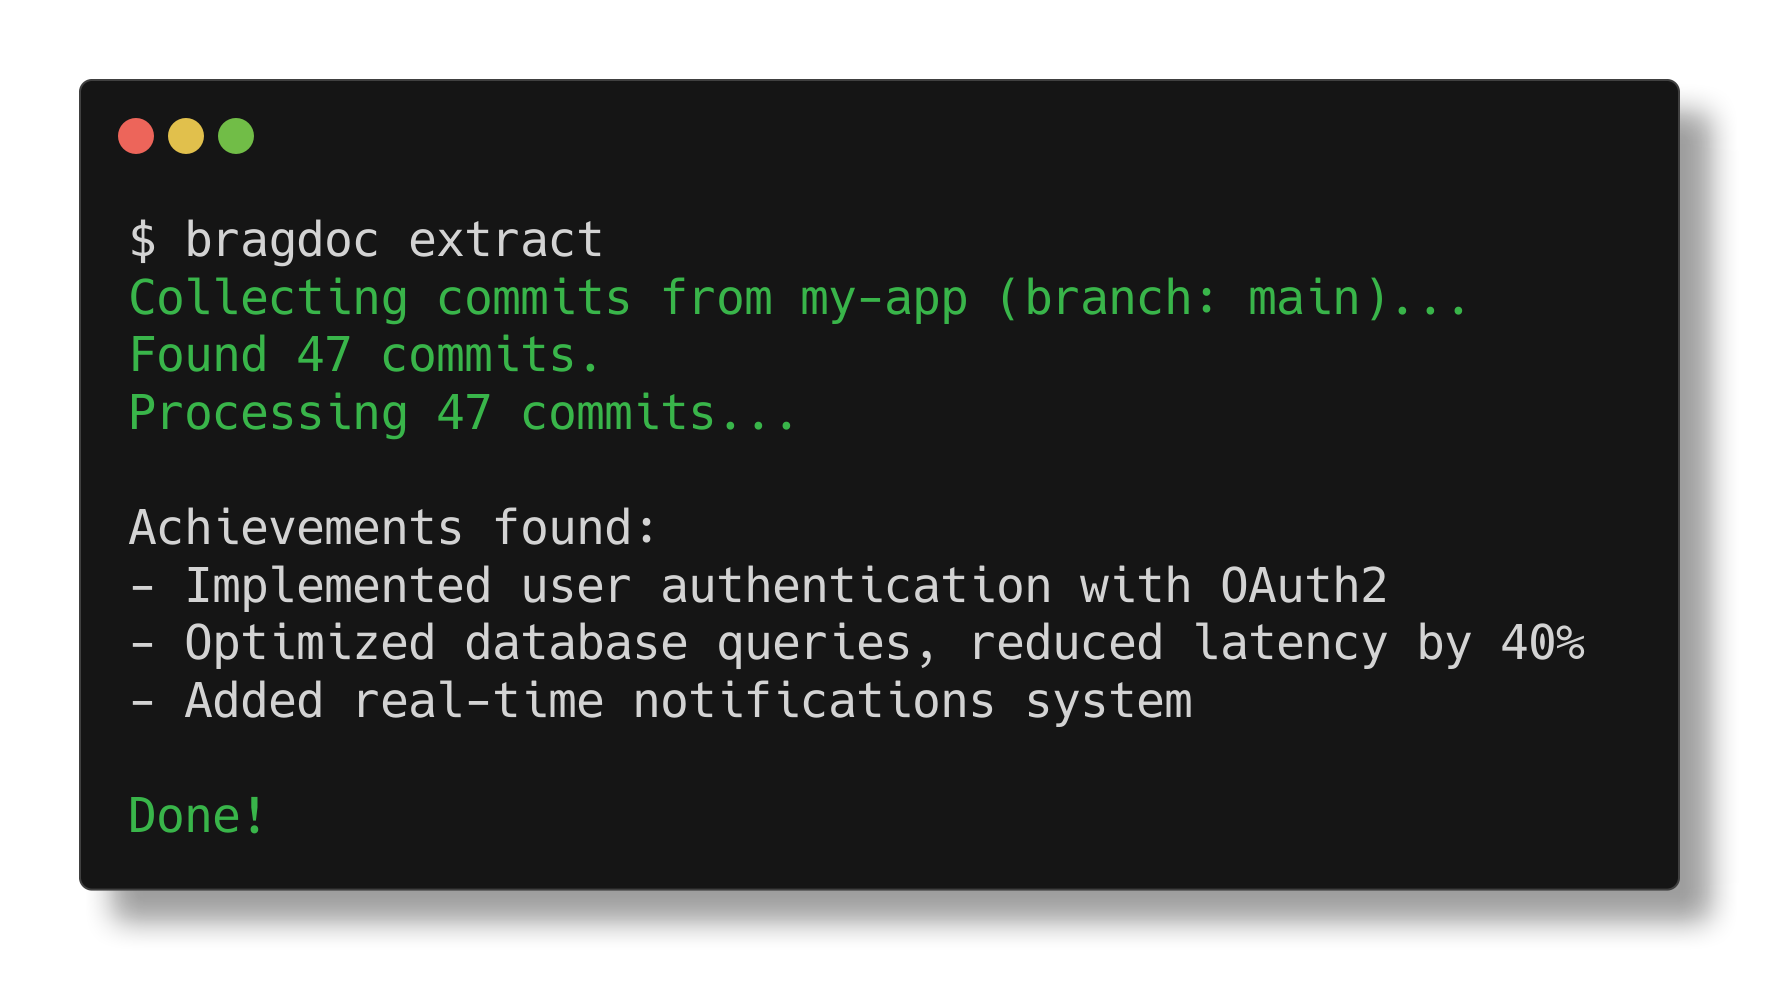 $ bragdoc extract
Collecting commits from my-app (branch: main)...
Found 47 commits.
Processing 47 commits...
Achievements found:
- Implemented user authentication with OAuth2
- Optimized database queries, reduced latency by 40%
- Added real-time notifications system
Done!